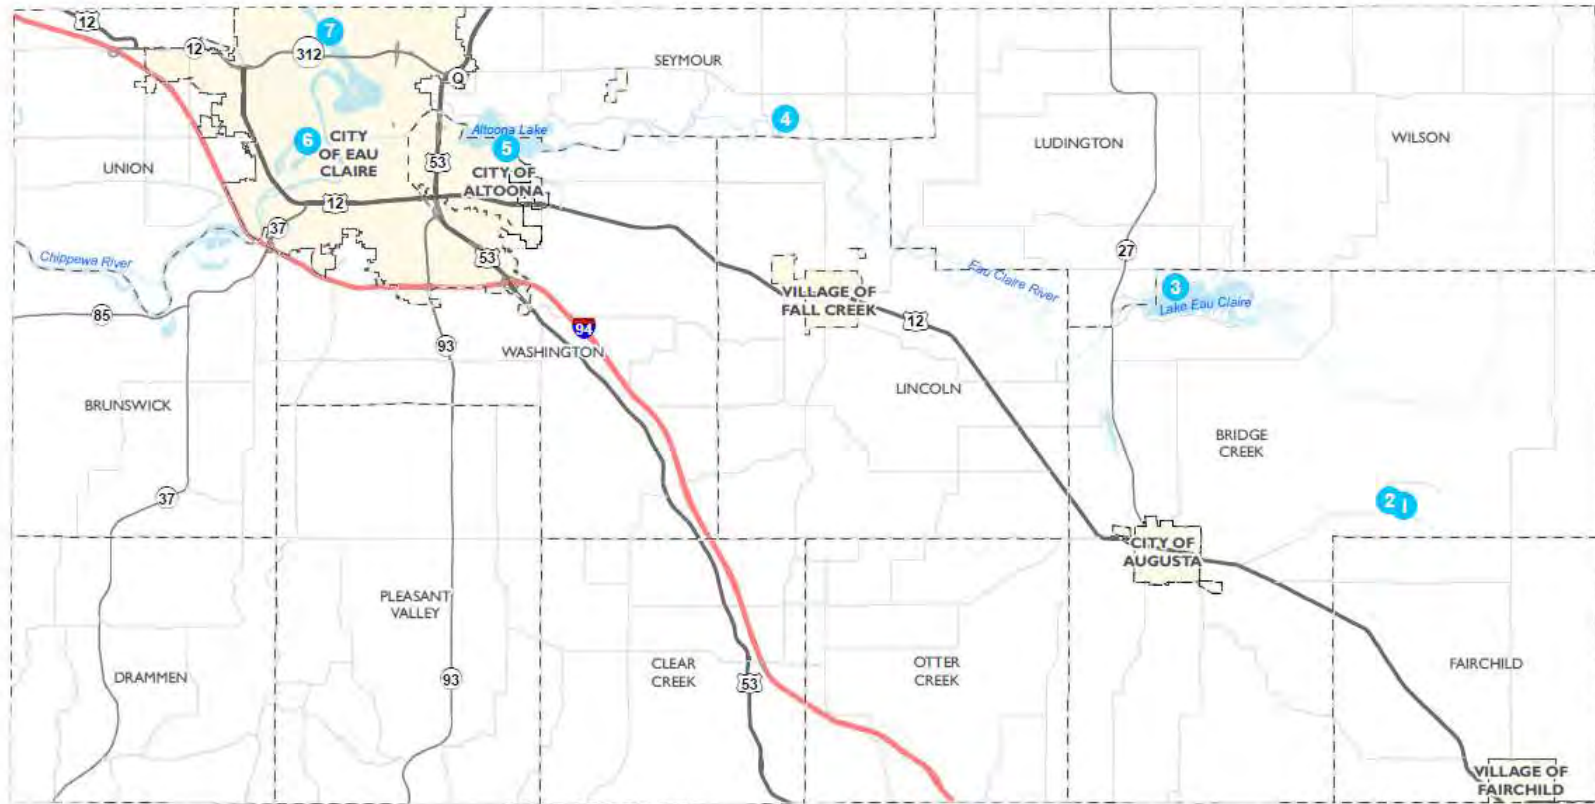 12
7
12
312
SEYMOUR
Q
4
Altoona Lake
6
CITY
OF EAU
CLAIRE
5
LUDINGTON
WILSON
UNION
53
CITY OF
ALTOONA
12
37
27
Chippewa River
53
Eau Claire River
3
VILLAGE OF
FALL CREEK
Lake Eau Claire
85
94
12
93
WASHINGTON
LINCOLN
BRUNSWICK
BRIDGE
CREEK
37
2
1
CITY OF
AUGUSTA
PLEASANT
VALLEY
DRAMMEN
93
CLEAR
CREEK
53
OTTER
CREEK
FAIRCHILD
VILLAGE OF
FAIRCHILD